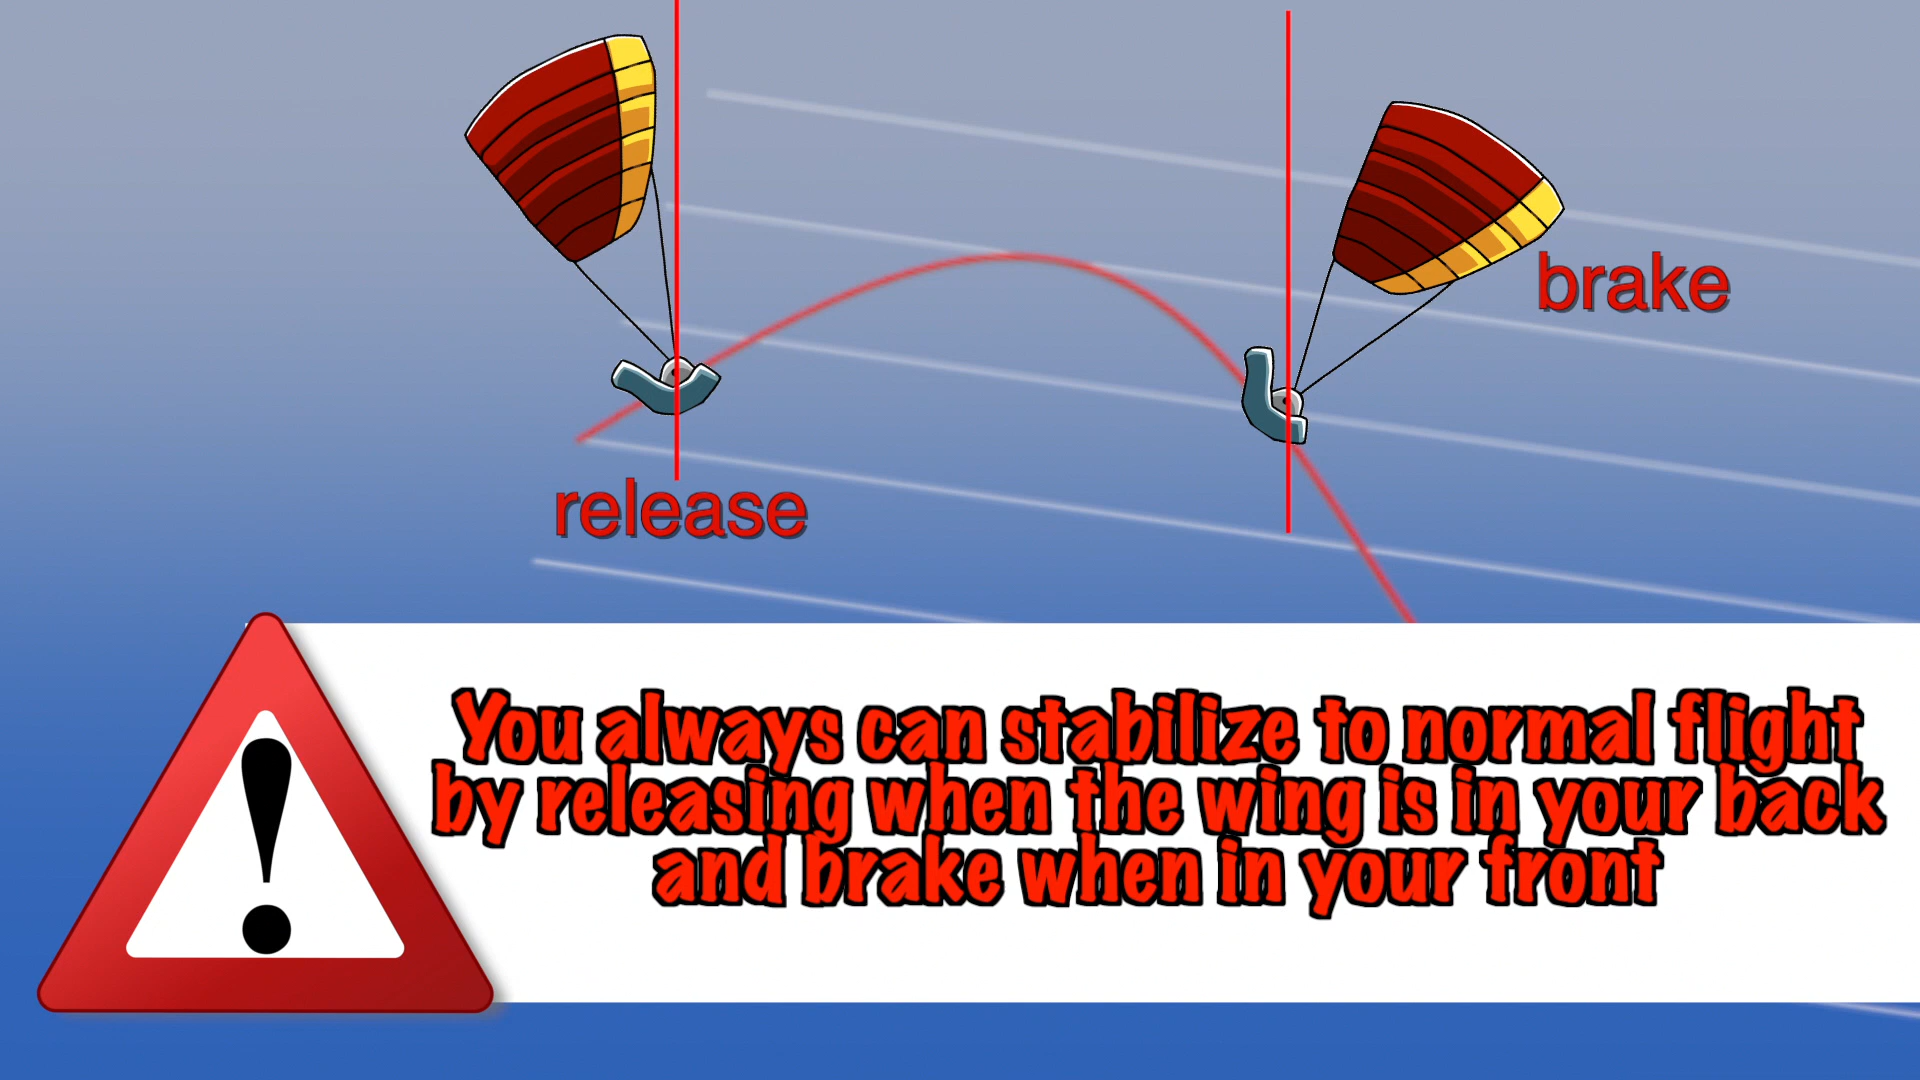 brake
release
You always can stabilize to normal flight
by releasing when the wing is in your back
and brake when in your front